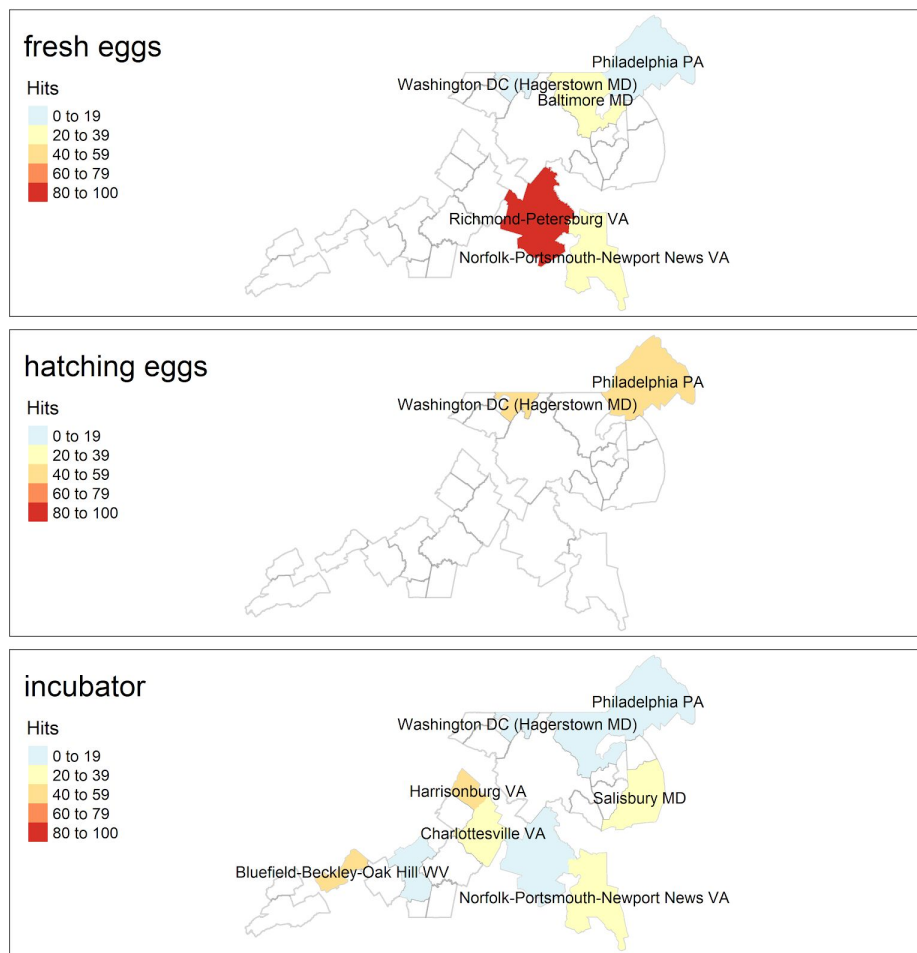 fresh eggs
Hits
0 to 19
20 to 39
40 to 59
60 to 79
80 to 100
Philadelphia PA
Washington DC (Hagerstown MD)
Baltimore MD
Richmond-Petersburg VA
Norfolk-Portsmouth-Newport News VA
hatching eggs
Hits
0 to 19
20 to 39
40 to 59
60 to 79
80 to 100
Philadelphia PA
Washington DC (Hagerstown MD)
incubator
Hits
0 to 19
20 to 39
40 to 59
60 to 79
80 to 100
Philadelphia PA
Washington DC (Hagerstown MD)
Harrisonburg VA
Salisbury MD
Charlottesville VA
Bluefield-Beckley-Oak Hill WV
Norfolk-Portsmouth-Newport News VA